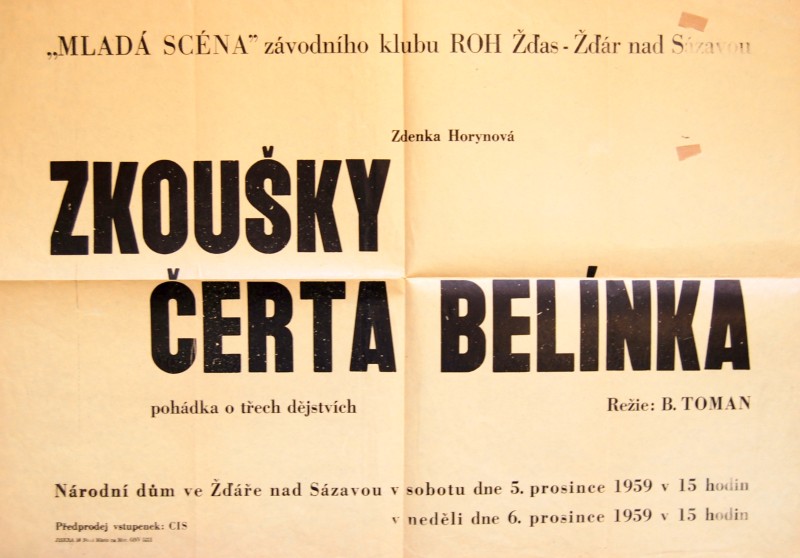 „MLADÁ SCÉNA” závodního klubu ROH Žďas - Žďár nad Sázavou
Zdenka Horynová
ZKOUŠKY
ČERTA BELÍNKA
pohádka o třech dějstvích
Režie: B. TOMAN
Národní dům ve Žďáře nad Sázavou v sobotu dne 5. prosince 1959 v 15 hodin
v neděli dne 6. prosince 1959 v 15 hodin
Předprodej vstupenek: CIS